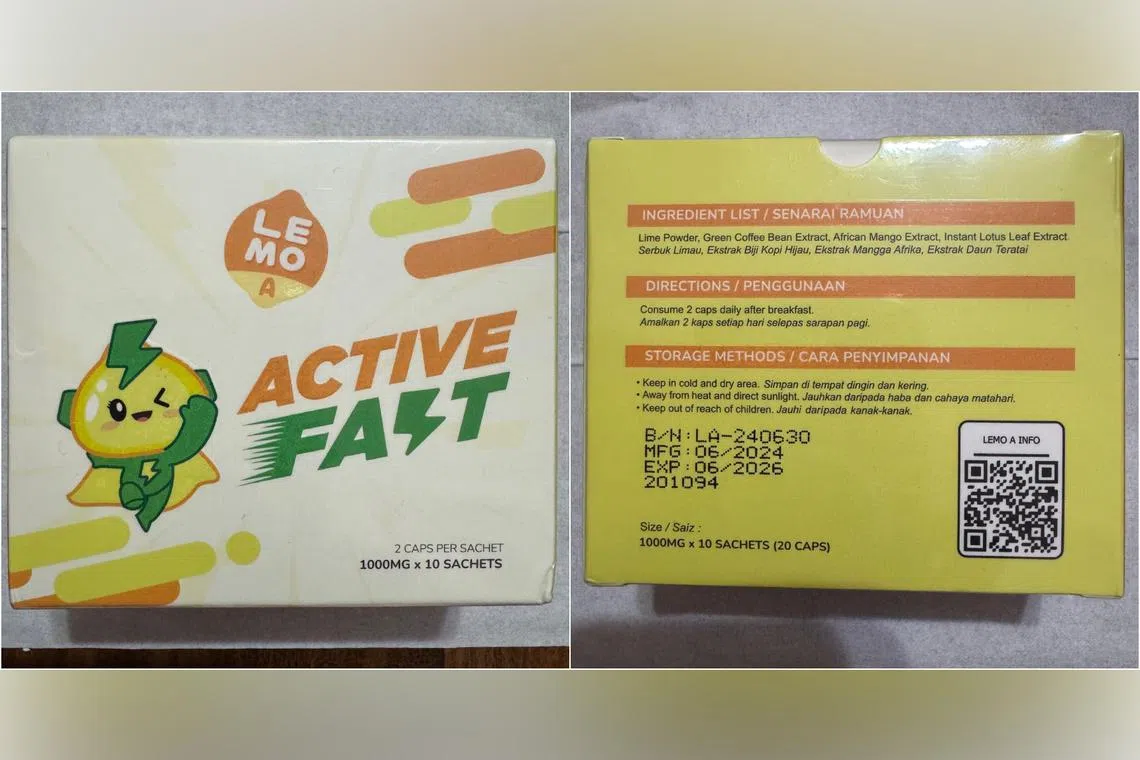 LE
MO
A
ACTIVE
FAST
2 CAPS PER SACHET
1000MG x 10 SACHETS
INGREDIENT LIST / SENARAI RAMUAN
Lime Powder, Green Coffee Bean Extract, African Mango Extract, Instant Lotus Leaf Extract
Serbuk Limau, Ekstrak Biji Kopi Hijau, Ekstrak Mangga Afrika, Ekstrak Daun Teratai
DIRECTIONS / PENGGUNAAN
Consume 2 caps daily after breakfast.
Amalkan 2 kaps setiap hari selepas sarapan pagi.
STORAGE METHODS / CARA PENYIMPANAN
• Keep in cold and dry area. Simpan di tempat dingin dan kering.
• Away from heat and direct sunlight. Jauhkan daripada haba dan cahaya matahari.
• Keep out of reach of children. Jauhi daripada kanak-kanak.
B/N:LA-240630
MFG:06/2024
EXP:06/2026
201094
LEMO A INFO
Size / Saiz :
1000MG x 10 SACHETS (20 CAPS)